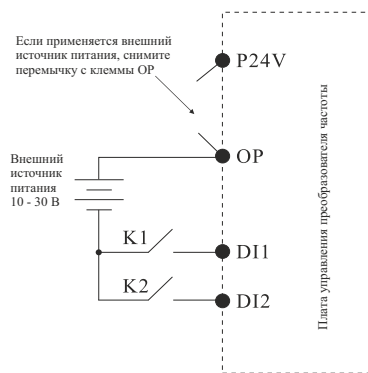 Если применяется внешний
источник питания, снимите
перемычку с клеммы OP
P24V
OP
Внешний
источник
питания
10 - 30 В
K1
DI1
K2
DI2
Плата управления преобразователя частоты